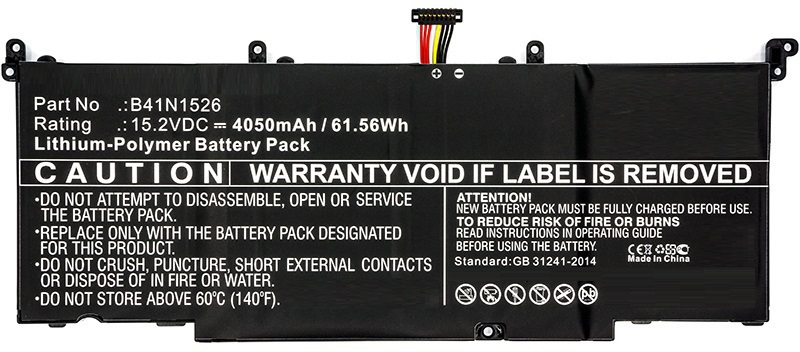 Part No .:B41N1526
Rating .:15.2VDC ⎓ 4050mAh / 61.56Wh
Lithium-Polymer Battery Pack
CAUTION
WARRANTY VOID IF LABEL IS REMOVED
•DO NOT ATTEMPT TO DISASSEMBLE, OPEN OR SERVICE
THE BATTERY PACK.
•REPLACE ONLY WITH THE BATTERY PACK DESIGNATED
FOR THIS PRODUCT.
•DO NOT CRUSH, PUNCTURE, SHORT EXTERNAL CONTACTS
OR DISPOSE OF IN FIRE OR WATER.
•DO NOT STORE ABOVE 60°C (140°F).
ATTENTION!
NEW BATTERY PACK MUST BE FULLY CHARGED BEFORE USE.
TO REDUCE RISK OF FIRE OR BURNS
READ INSTRUCTIONS IN OPERATING GUIDE
BEFORE USING THE BATTERY.
Standard:GB 31241-2014
Made In China